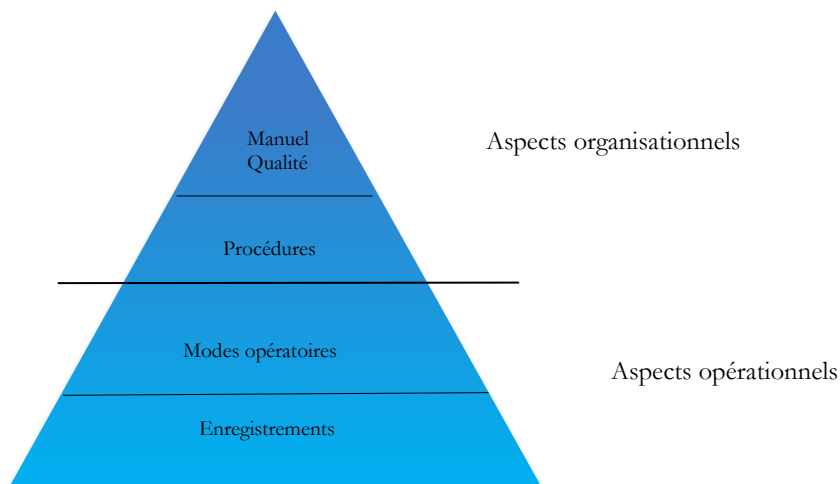 Manuel
Qualité
Aspects organisationnels
Procédures
Modes opératoires
Aspects opérationnels
Enregistrements